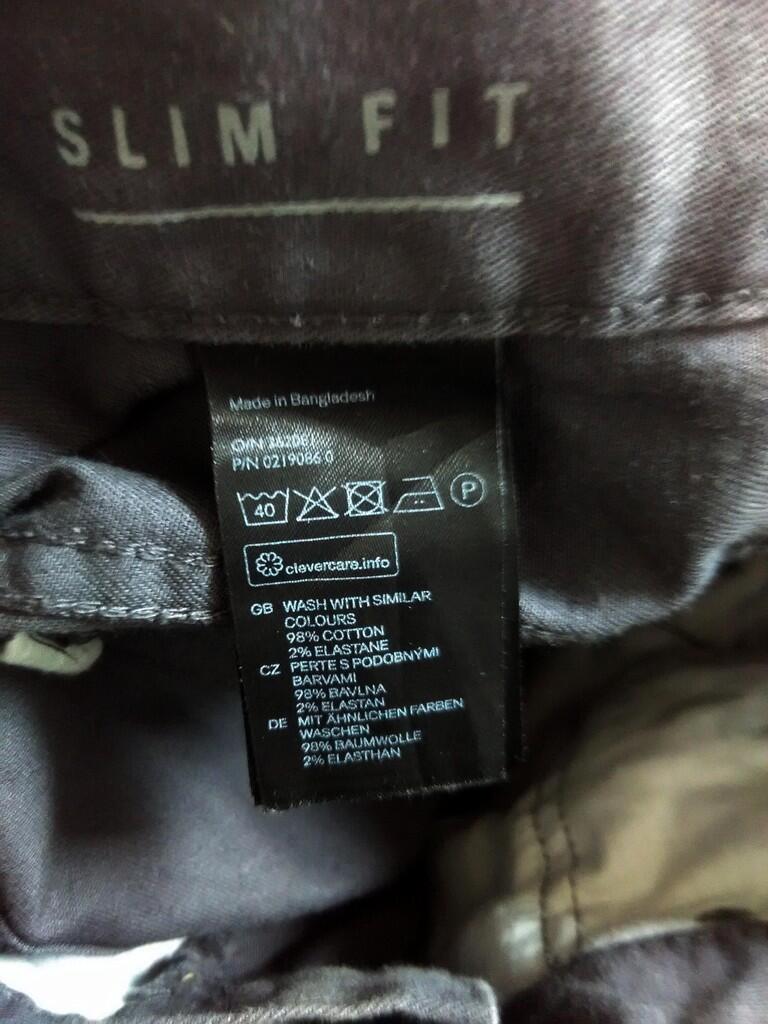 SLIM FIT
Made in Bangladesh
O/N
P/N 0219086 0
40 P
clevercare.info
GB WASH WITH SIMILAR
COLOURS
98% COTTON
2% ELASTANE
CZ PERTE S PODOBNÝMI
BARVAMI
98% BAVLNA
2% ELASTAN
DE MIT ÄHNLICHEN FARBEN
WASCHEN
98% BAUMWOLLE
2% ELASTHAN